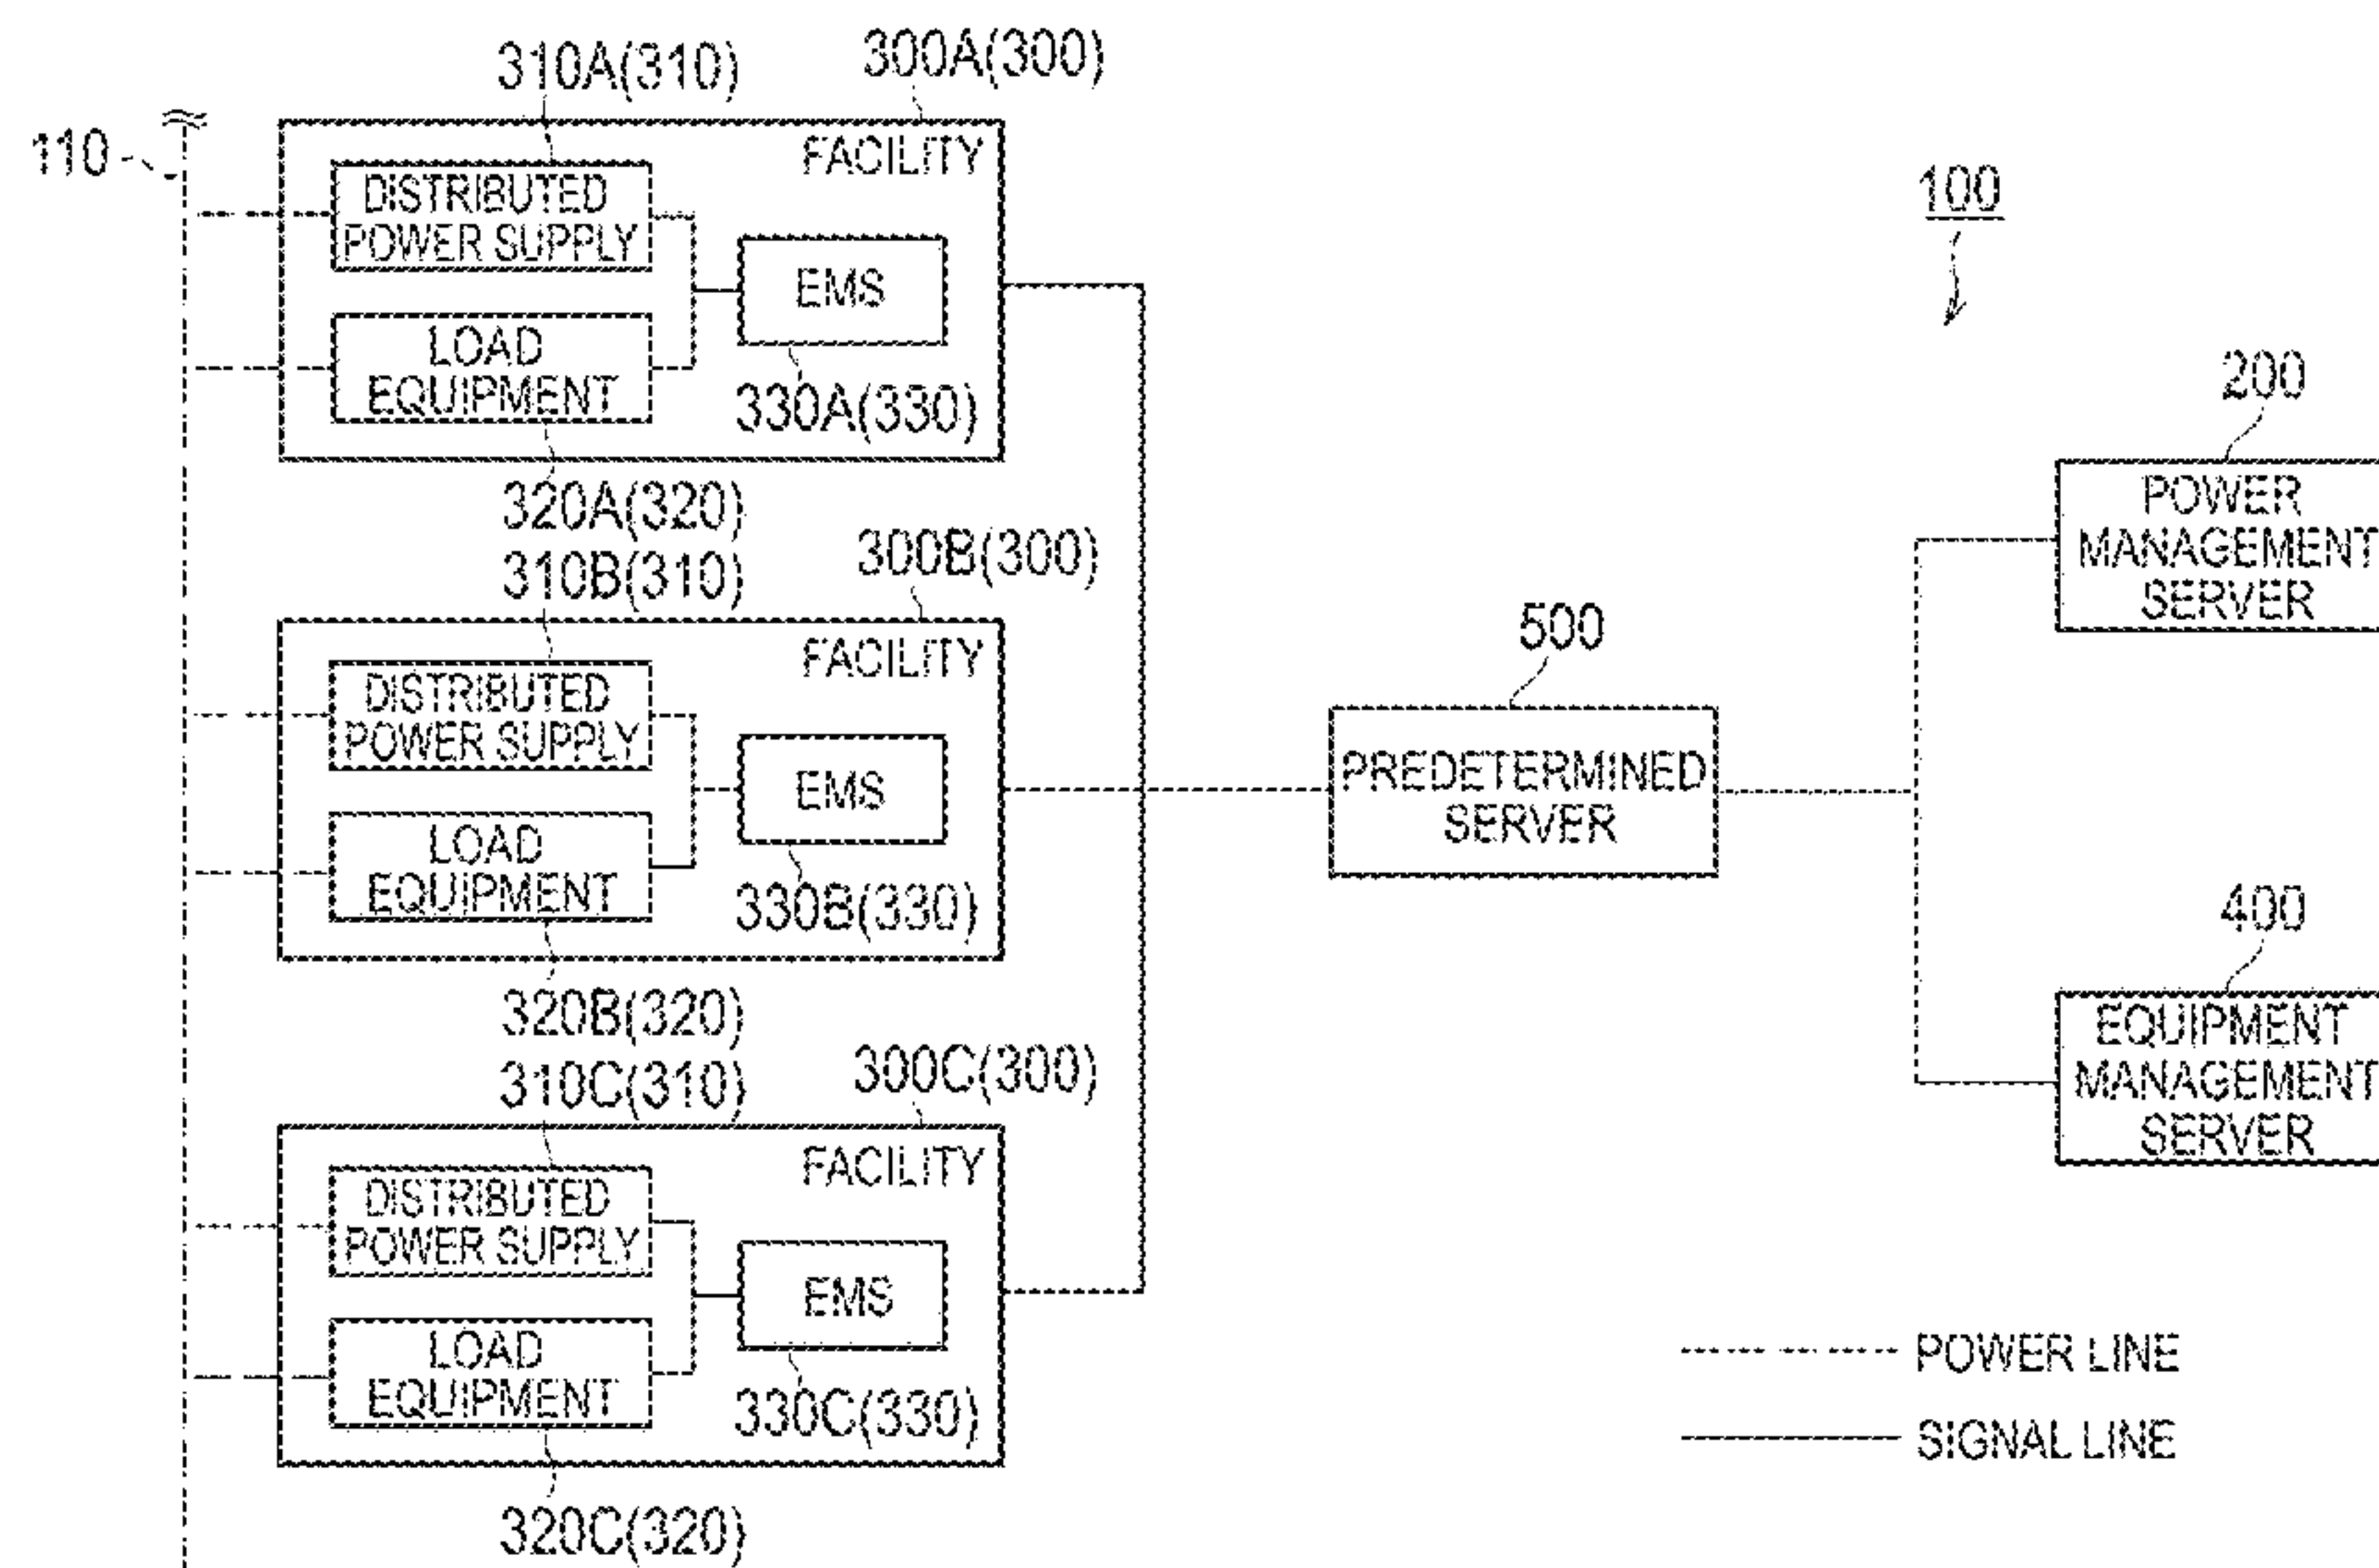 310A(310)
300A(300)
110
FACILITY
DISTRIBUTED
POWER SUPPLY
EMS
LOAD
EQUIPMENT
330A(330)
320A(320)
100
200
POWER
MANAGEMENT
SERVER
310B(310)
300B(300)
FACILITY
DISTRIBUTED
POWER SUPPLY
EMS
LOAD
EQUIPMENT
330B(330)
320B(320)
500
PREDETERMINED
SERVER
400
EQUIPMENT
MANAGEMENT
SERVER
310C(310)
300C(300)
FACILITY
DISTRIBUTED
POWER SUPPLY
EMS
LOAD
EQUIPMENT
330C(330)
320C(320)
POWER LINE
SIGNAL LINE